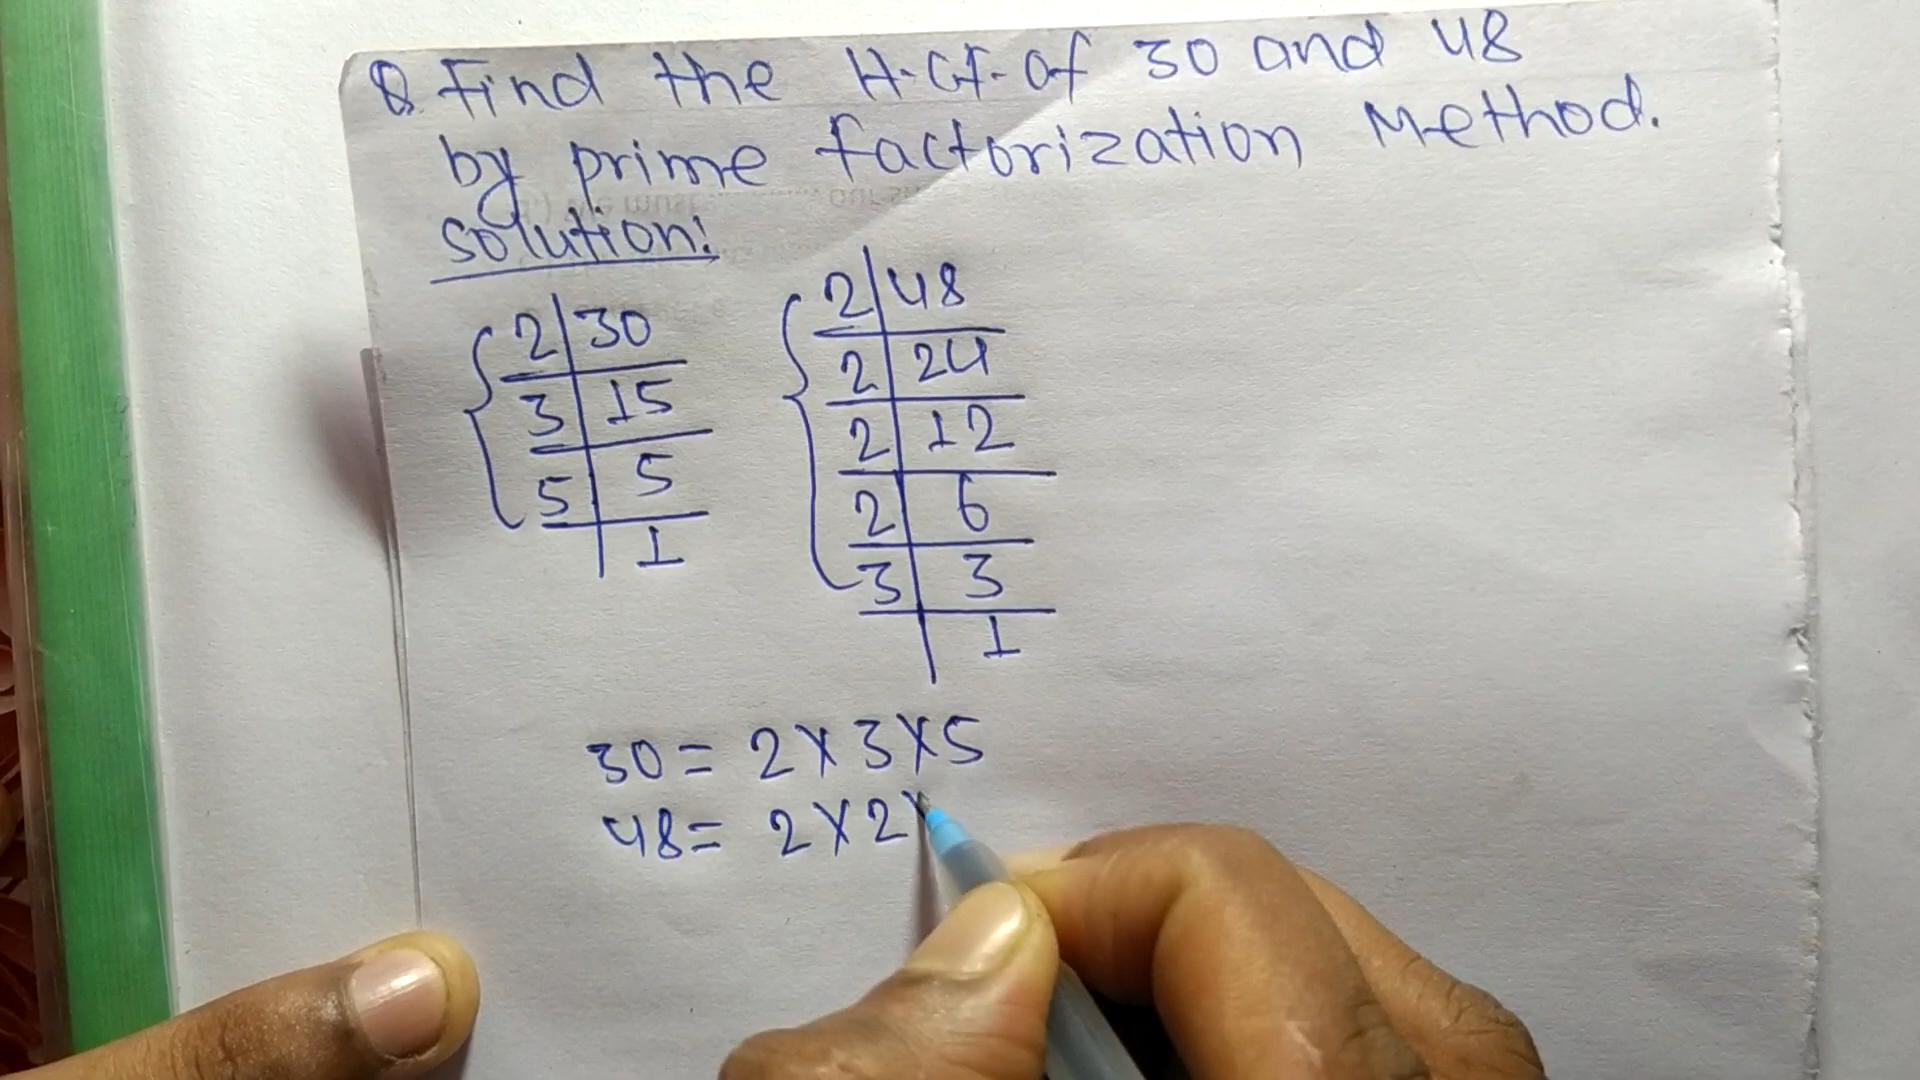 Q. Find the H.C.F. of 30 and 48
by prime factorization Method.
solution:
2 30
3 15
5 5
1
2 48
2 24
2 12
2 6
3 3
1
30 = 2 X 3 X 5
48 = 2 X 2 X